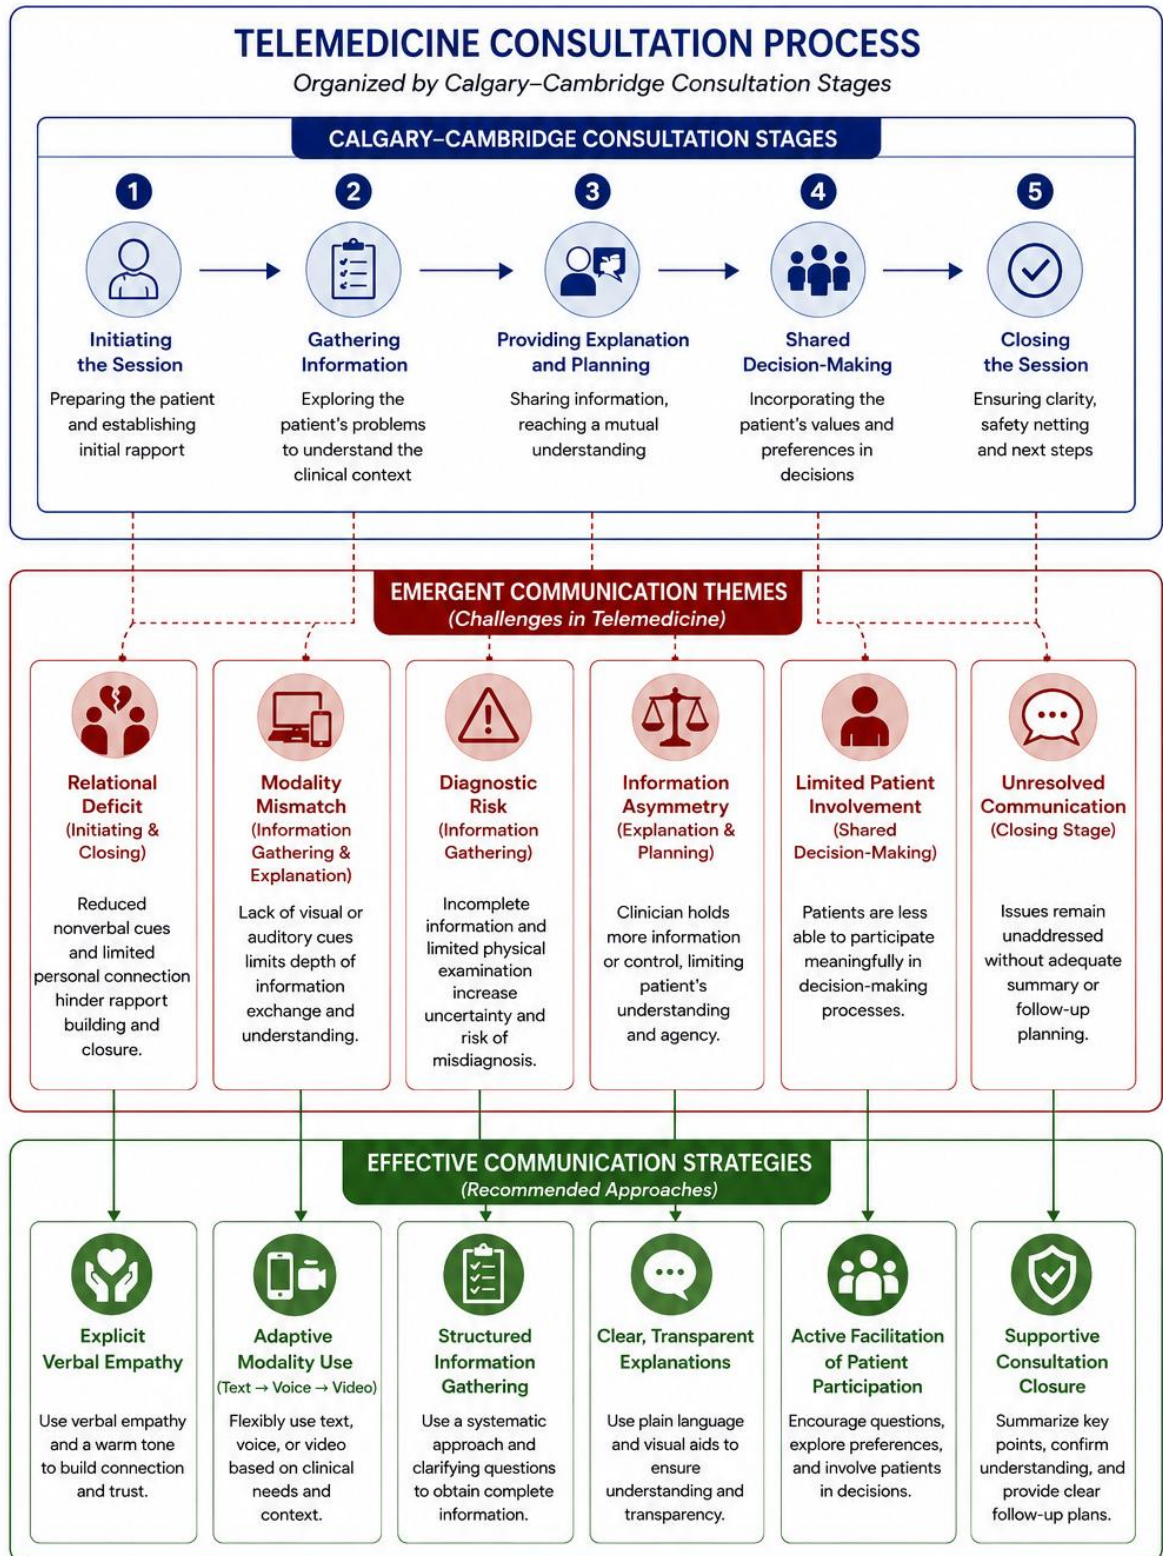 TELEMEDICINE CONSULTATION PROCESS
Organized by Calgary–Cambridge Consultation Stages
CALGARY–CAMBRIDGE CONSULTATION STAGES
1
Initiating
the Session
Preparing the patient
and establishing
initial rapport
2
Gathering
Information
Exploring the
patient's problems
to understand the
clinical context
3
Providing Explanation
and Planning
Sharing information,
reaching a mutual
understanding
4
Shared
Decision-Making
Incorporating the
patient's values and
preferences in
decisions
5
Closing
the Session
Ensuring clarity,
safety netting
and next steps
EMERGENT COMMUNICATION THEMES
(Challenges in Telemedicine)
Relational
Deficit
(Initiating &
Closing)
Reduced
nonverbal cues
and limited
personal connection
hinder rapport
building and
closure.
Modality
Mismatch
(Information
Gathering &
Explanation)
Lack of visual or
auditory cues
limits depth of
information
exchange and
understanding.
Diagnostic
Risk
(Information
Gathering)
Incomplete
information and
limited physical
examination
increase
uncertainty and
risk of
misdiagnosis.
Information
Asymmetry
(Explanation &
Planning)
Clinician holds
more information
or control, limiting
patient's
understanding
and agency.
Limited Patient
Involvement
(Shared
Decision-Making)
Patients are less
able to participate
meaningfully in
decision-making
processes.
Unresolved
Communication
(Closing Stage)
Issues remain
unaddressed
without adequate
summary or
follow-up
planning.
EFFECTIVE COMMUNICATION STRATEGIES
(Recommended Approaches)
Explicit
Verbal Empathy
Use verbal empathy
and a warm tone
to build connection
and trust.
Adaptive
Modality Use
(Text → Voice → Video)
Flexibly use text,
voice, or video
based on clinical
needs and
context.
Structured
Information
Gathering
Use a systematic
approach and
clarifying questions
to obtain complete
information.
Clear, Transparent
Explanations
Use plain language
and visual aids to
ensure
understanding and
transparency.
Active Facilitation
of Patient
Participation
Encourage questions,
explore preferences,
and involve patients
in decisions.
Supportive
Consultation
Closure
Summarize key
points, confirm
understanding, and
provide clear
follow-up plans.